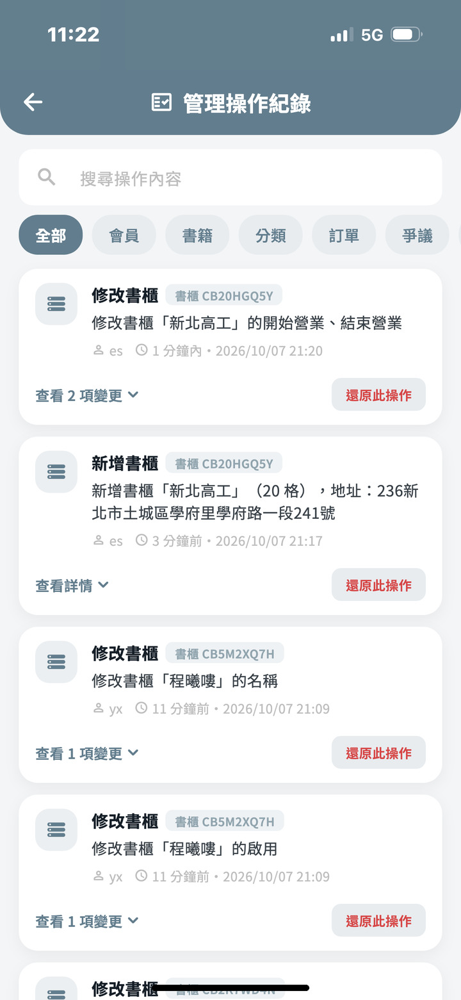 11:22
5G
管理操作紀錄
搜尋操作內容
全部 會員 書籍 分類 訂單 爭議
修改書櫃 書櫃 CB20HGQ5Y
修改書櫃「新北高工」的開始營業、結束營業
es 1 分鐘內・2026/10/07 21:20
查看 2 項變更 還原此操作
新增書櫃 書櫃 CB20HGQ5Y
新增書櫃「新北高工」（20 格），地址：236新
北市土城區學府里學府路一段241號
es 3 分鐘前・2026/10/07 21:17
查看詳情 還原此操作
修改書櫃 書櫃 CB5M2XQ7H
修改書櫃「程曦嘍」的名稱
yx 11 分鐘前・2026/10/07 21:09
查看 1 項變更 還原此操作
修改書櫃 書櫃 CB5M2XQ7H
修改書櫃「程曦嘍」的啟用
yx 11 分鐘前・2026/10/07 21:09
查看 1 項變更 還原此操作
修改書櫃 書櫃